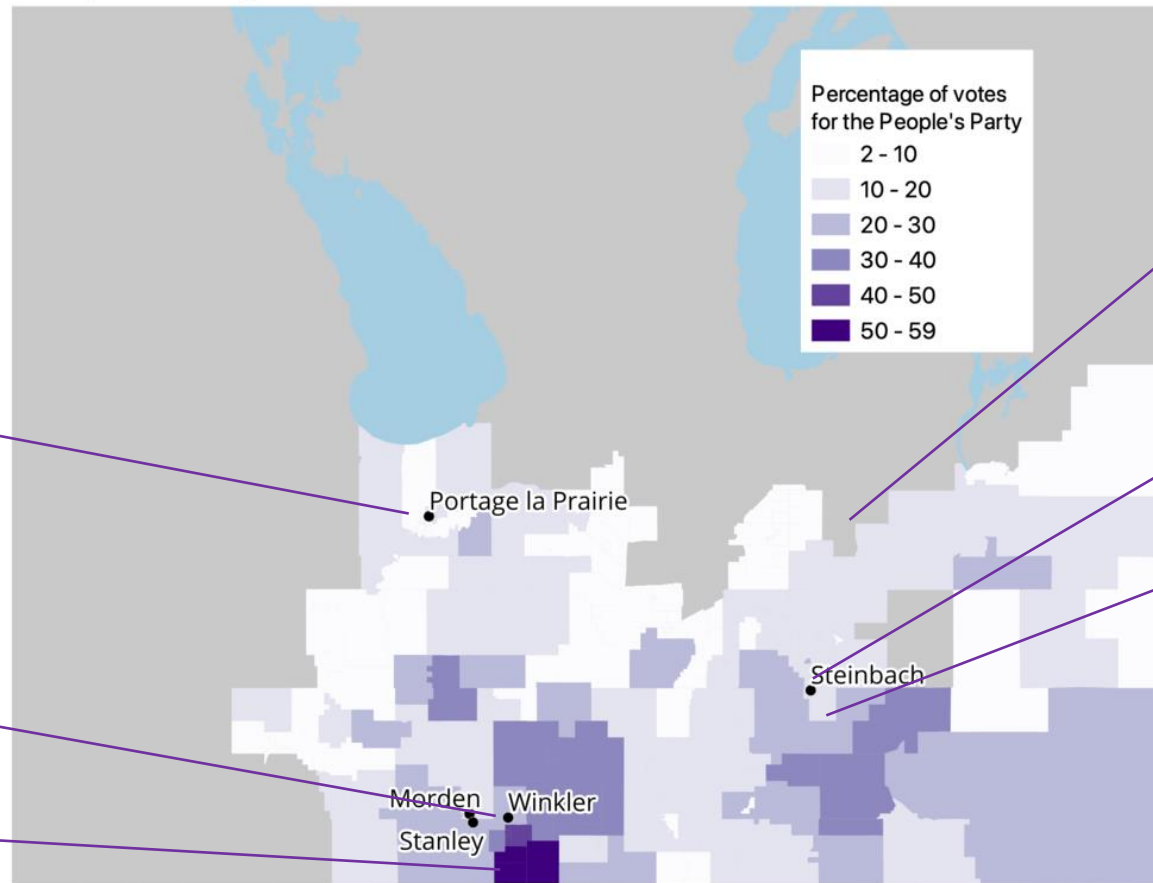 Percentage of votes
for the People's Party
2 - 10
10 - 20
20 - 30
30 - 40
40 - 50
50 - 59
Portage la Prairie
Steinbach
Morden
Winkler
Stanley